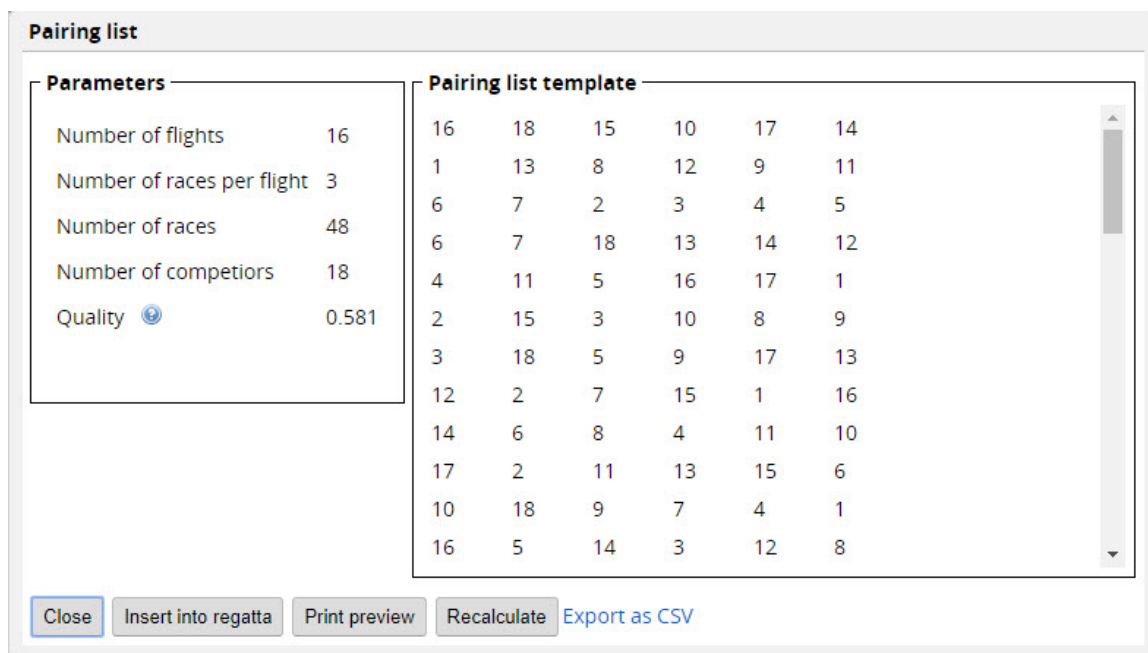 Pairing list
Parameters
Number of flights 16
Number of races per flight 3
Number of races 48
Number of competiors 18
Quality 0.581
Pairing list template
16 18 15 10 17 14
1 13 8 12 9 11
6 7 2 3 4 5
6 7 18 13 14 12
4 11 5 16 17 1
2 15 3 10 8 9
3 18 5 9 17 13
12 2 7 15 1 16
14 6 8 4 11 10
17 2 11 13 15 6
10 18 9 7 4 1
16 5 14 3 12 8
Close Insert into regatta Print preview Recalculate Export as CSV